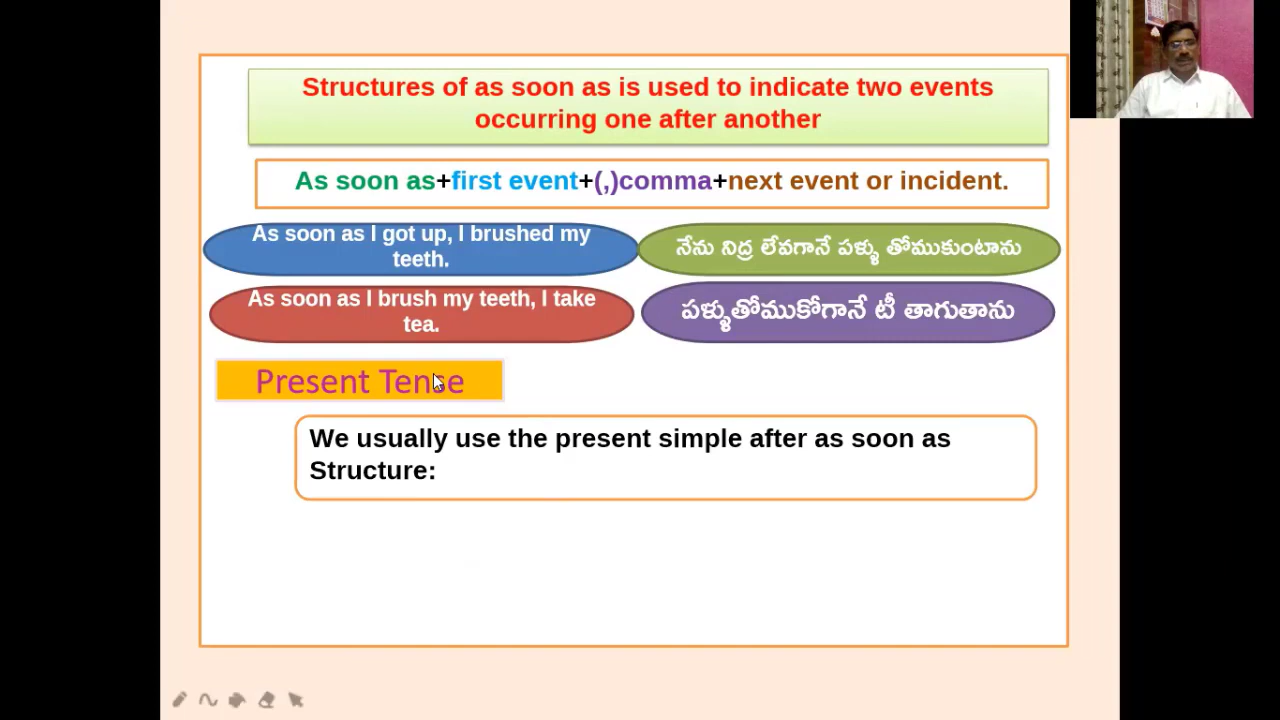 Structures of as soon as is used to indicate two events
occurring one after another
As soon as+first event+(,)comma+next event or incident.
As soon as I got up, I brushed my
teeth.
నేను నిద్ర లేవగానే పళ్ళు తోముకుంటాను
As soon as I brush my teeth, I take
tea.
పళ్ళుతోముకోగానే టీ తాగుతాను
Present Tense
We usually use the present simple after as soon as
Structure: